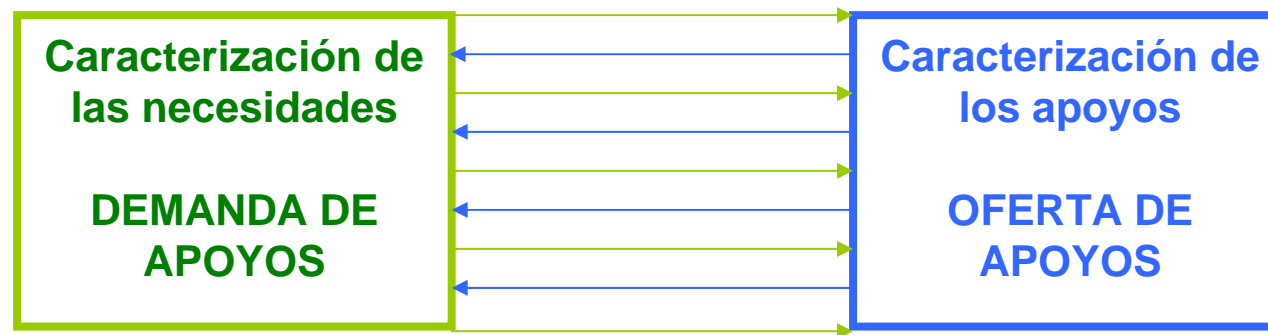 Caracterización de
las necesidades
DEMANDA DE
APOYOS
Caracterización de
los apoyos
OFERTA DE
APOYOS